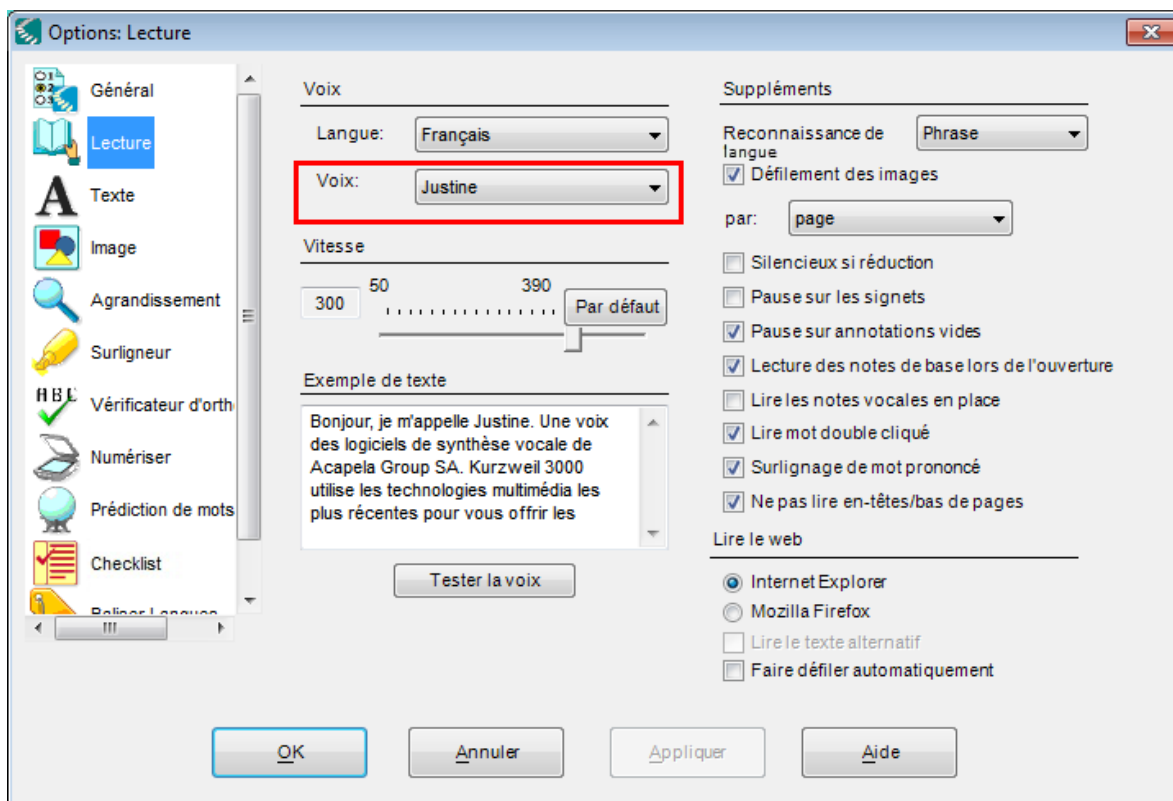 Options: Lecture
Général
Lecture
Texte
Image
Agrandissement
Surligneur
Vérificateur d'orth
Numériser
Prédiction de mots
Checklist
Baliser Langues
Voix
Langue:
Français
Voix:
Justine
Vitesse
300
50
390
Par défaut
Exemple de texte
Bonjour, je m'appelle Justine. Une voix
des logiciels de synthèse vocale de
Acapela Group SA. Kurzweil 3000
utilise les technologies multimédia les
plus récentes pour vous offrir les
Tester la voix
Suppléments
Reconnaissance de
langue
Phrase
Défilement des images
par:
page
Silencieux si réduction
Pause sur les signets
Pause sur annotations vides
Lecture des notes de base lors de l'ouverture
Lire les notes vocales en place
Lire mot double cliqué
Surlignage de mot prononcé
Ne pas lire en-têtes/bas de pages
Lire le web
Internet Explorer
Mozilla Firefox
Lire le texte alternatif
Faire défiler automatiquement
OK
Annuler
Appliquer
Aide